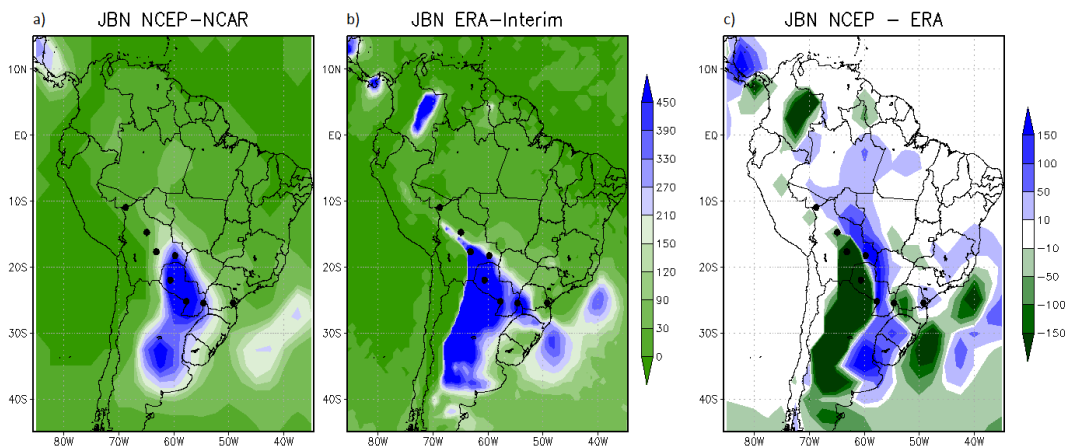 a) JBN NCEP-NCAR
b) JBN ERA-Interim
c) JBN NCEP - ERA
10N
EQ
10S
20S
30S
40S
80W 70W 60W 50W 40W
10N
EQ
10S
20S
30S
40S
80W 70W 60W 50W 40W
450
390
330
270
210
150
120
90
30
0
10N
EQ
10S
20S
30S
40S
80W 70W 60W 50W 40W
150
100
50
10
-10
-50
-100
-150